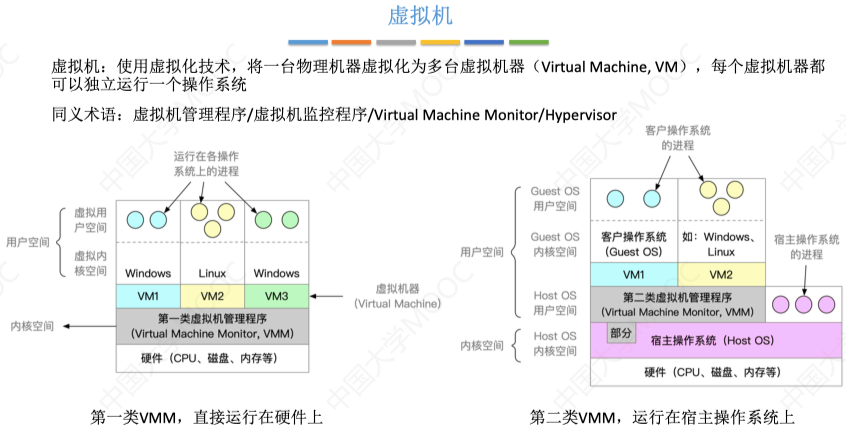 虚拟机
虚拟机：使用虚拟化技术，将一台物理机器虚拟化为多台虚拟机器（Virtual Machine, VM），每个虚拟机器都
可以独立运行一个操作系统
同义术语：虚拟机管理程序/虚拟机监控程序/Virtual Machine Monitor/Hypervisor
运行在各操作
系统上的进程
用户空间
虚拟用
户空间
虚拟内
核空间
Windows
Linux
Windows
VM1
VM2
VM3
虚拟机器
(Virtual Machine)
内核空间
第一类虚拟机管理程序
(Virtual Machine Monitor, VMM)
硬件（CPU、磁盘、内存等）
第一类VMM，直接运行在硬件上
客户操作系统
的进程
用户空间
Guest OS
用户空间
Guest OS
内核空间
客户操作系统
(Guest OS)
如：Windows、
Linux
宿主操作系统
的进程
VM1
VM2
Host OS
用户空间
第二类虚拟机管理程序
(Virtual Machine Monitor, VMM)
内核空间
Host OS
内核空间
部分
宿主操作系统（Host OS）
硬件（CPU、磁盘、内存等）
第二类VMM，运行在宿主操作系统上
中国大学MOOC